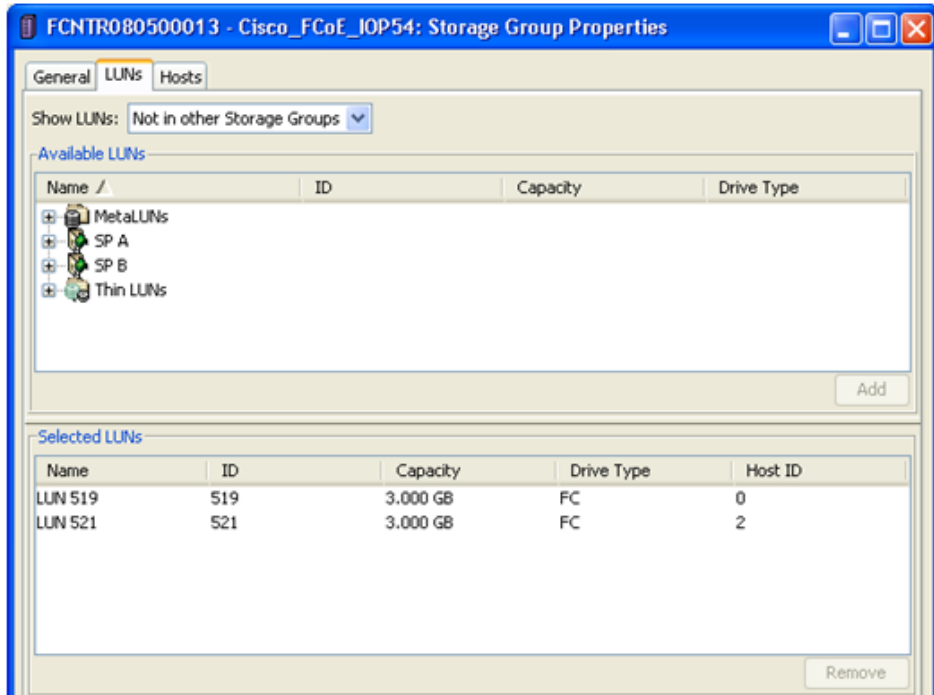 FCNTR080500013 - Cisco_FCoE_IOP54: Storage Group Properties
General LUNs Hosts
Show LUNs: Not in other Storage Groups
Available LUNs
Name ID Capacity Drive Type
MetaLUNs
SP A
SP B
Thin LUNs
Add
Selected LUNs
Name ID Capacity Drive Type Host ID
LUN 519 519 3.000 GB FC 0
LUN 521 521 3.000 GB FC 2
Remove